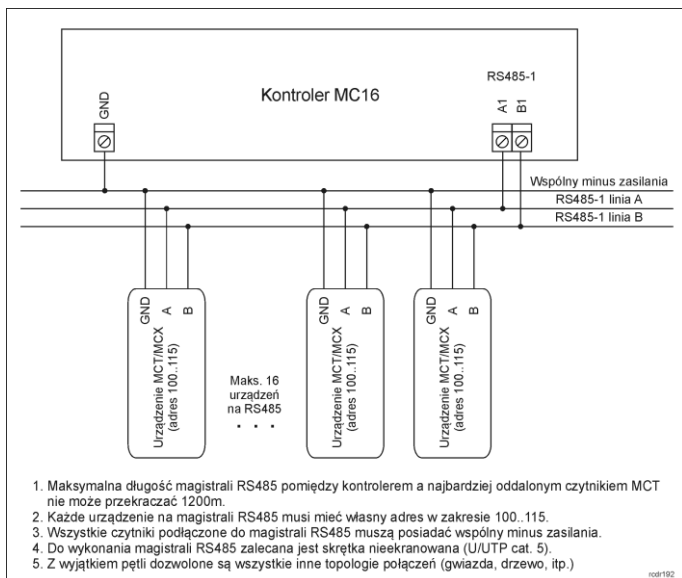 Kontroler MC16
RS485-1
GND
A1
B1
Wspólny minus zasilania
RS485-1 linia A
RS485-1 linia B
GND
A
B
Urządzenie MCT/MCX
(adres 100..115)
Maks. 16
urządzeń
na RS485
. . .
GND
A
B
Urządzenie MCT/MCX
(adres 100..115)
GND
A
B
Urządzenie MCT/MCX
(adres 100..115)
1. Maksymalna długość magistrali RS485 pomiędzy kontrolerem a najbardziej oddalonym czytnikiem MCT
nie może przekraczać 1200m.
2. Każde urządzenie na magistrali RS485 musi mieć własny adres w zakresie 100..115.
3. Wszystkie czytniki podłączone do magistrali RS485 muszą posiadać wspólny minus zasilania.
4. Do wykonania magistrali RS485 zalecana jest skrętka nieekranowana (U/UTP cat. 5).
5. Z wyjątkiem pętli dozwolone są wszystkie inne topologie połączeń (gwiazda, drzewo, itp.)
rodr192